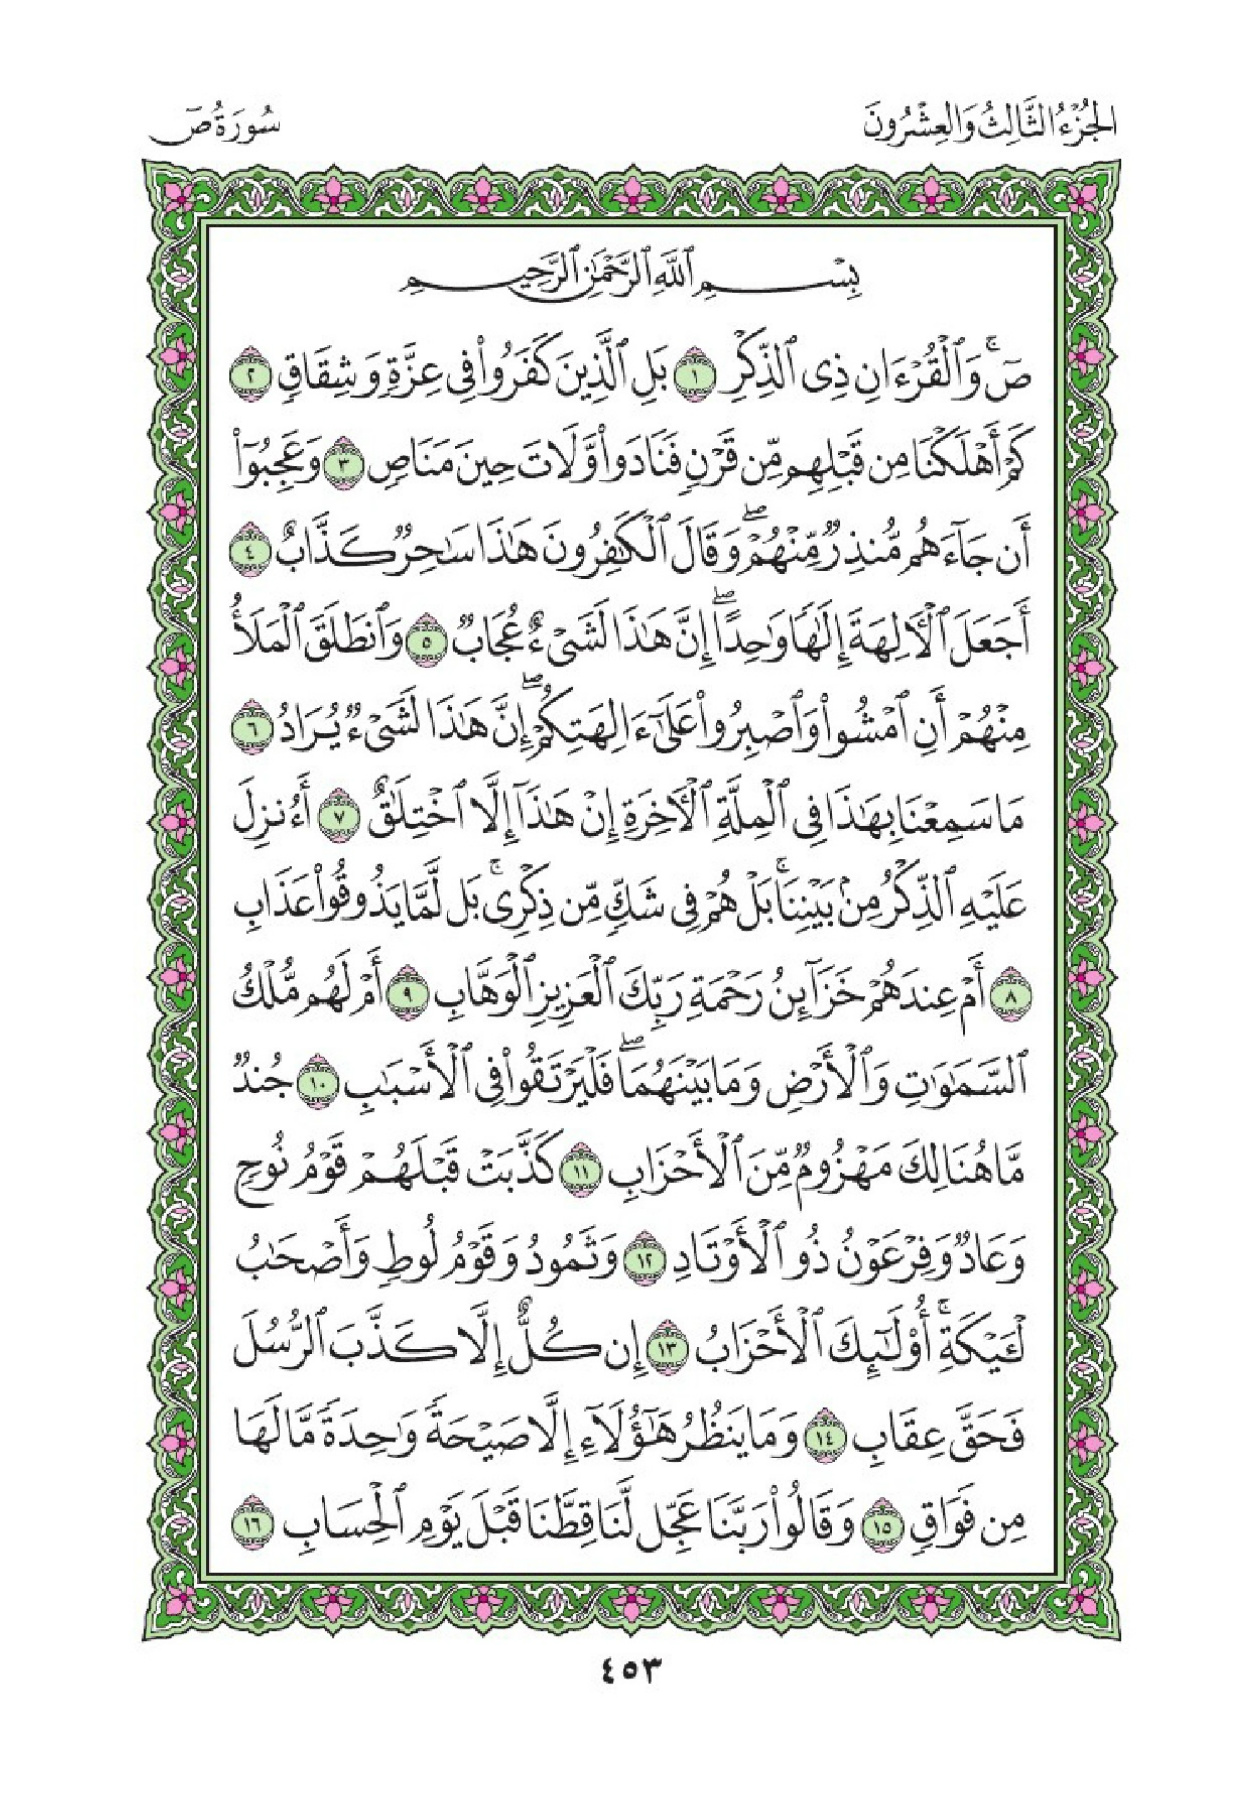 الجُزْءُ الثَّالِثُ وَالعِشْرُونَ
سُورَةُ صٓ
بِسْمِ ٱللَّهِ ٱلرَّحْمَٰنِ ٱلرَّحِيمِ
صٓۚ وَٱلْقُرْءَانِ ذِى ٱلذِّكْرِ ١ بَلِ ٱلَّذِينَ كَفَرُوا۟ فِى عِزَّةٍۢ وَشِقَاقٍۢ ٢
كَمْ أَهْلَكْنَا مِن قَبْلِهِم مِّن قَرْنٍۢ فَنَادَوا۟ وَّلَاتَ حِينَ مَنَاصٍۢ ٣ وَعَجِبُوٓا۟
أَن جَآءَهُم مُّنذِرٌۭ مِّنْهُمْۖ وَقَالَ ٱلْكَٰفِرُونَ هَٰذَا سَٰحِرٌۭ كَذَّابٌ ٤
أَجَعَلَ ٱلْءَالِهَةَ إِلَٰهًۭا وَٰحِدًاۖ إِنَّ هَٰذَا لَشَىْءٌ عُجَابٌۭ ٥ وَٱنطَلَقَ ٱلْمَلَأُ
مِنْهُمْ أَنِ ٱمْشُوا۟ وَٱصْبِرُوا۟ عَلَىٰٓ ءَالِهَتِكُمْۖ إِنَّ هَٰذَا لَشَىْءٌۭ يُرَادُ ٦
مَا سَمِعْنَا بِهَٰذَا فِى ٱلْمِلَّةِ ٱلْءَاخِرَةِ إِنْ هَٰذَآ إِلَّا ٱخْتِلَٰقٌ ٧ أَءُنزِلَ
عَلَيْهِ ٱلذِّكْرُ مِنۢ بَيْنِنَاۚ بَلْ هُمْ فِى شَكٍّۢ مِّن ذِكْرِىۚ بَل لَّمَّا يَذُوقُوا۟ عَذَابِ
٨ أَمْ عِندَهُمْ خَزَآئِنُ رَحْمَةِ رَبِّكَ ٱلْعَزِيزِ ٱلْوَهَّابِ ٩ أَمْ لَهُم مُّلْكُ
ٱلسَّمَٰوَٰتِ وَٱلْأَرْضِ وَمَا بَيْنَهُمَاۖ فَلْيَرْتَقُوا۟ فِى ٱلْأَسْبَٰبِ ١٠ جُندٌۭ
مَّا هُنَالِكَ مَهْزُومٌۭ مِّنَ ٱلْأَحْزَابِ ١١ كَذَّبَتْ قَبْلَهُمْ قَوْمُ نُوحٍۢ
وَعَادٌۭ وَفِرْعَوْنُ ذُو ٱلْأَوْتَادِ ١٢ وَثَمُودُ وَقَوْمُ لُوطٍۢ وَأَصْحَٰبُ
لْـَٔيْكَةِۚ أُو۟لَٰٓئِكَ ٱلْأَحْزَابُ ١٣ إِن كُلٌّ إِلَّا كَذَّبَ ٱلرُّسُلَ
فَحَقَّ عِقَابِ ١٤ وَمَا يَنظُرُ هَٰٓؤُلَآءِ إِلَّا صَيْحَةًۭ وَٰحِدَةًۭ مَّا لَهَا
مِن فَوَاقٍۢ ١٥ وَقَالُوا۟ رَبَّنَا عَجِّل لَّنَا قِطَّنَا قَبْلَ يَوْمِ ٱلْحِسَابِ ١٦
٤٥٣